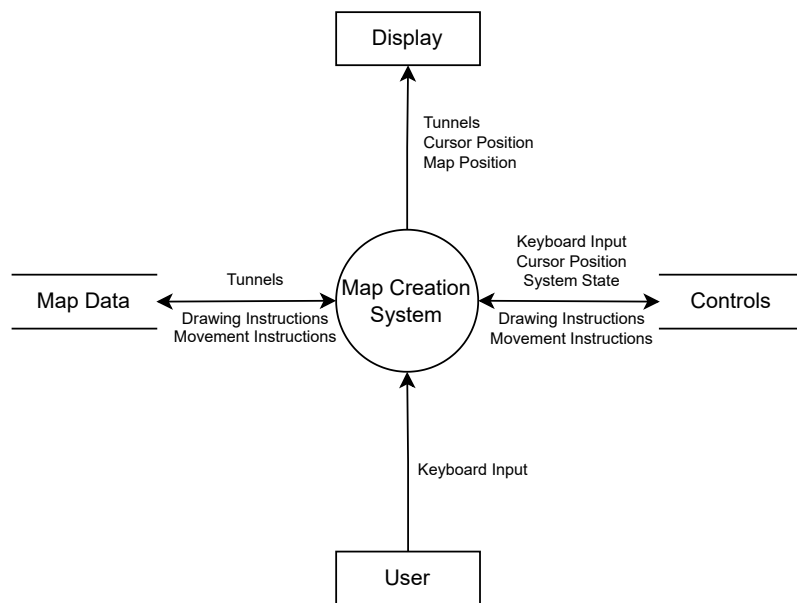 Display
Tunnels
Cursor Position
Map Position
Keyboard Input
Cursor Position
System State
Map Data
Tunnels
Map Creation
System
Controls
Drawing Instructions
Movement Instructions
Drawing Instructions
Movement Instructions
Keyboard Input
User